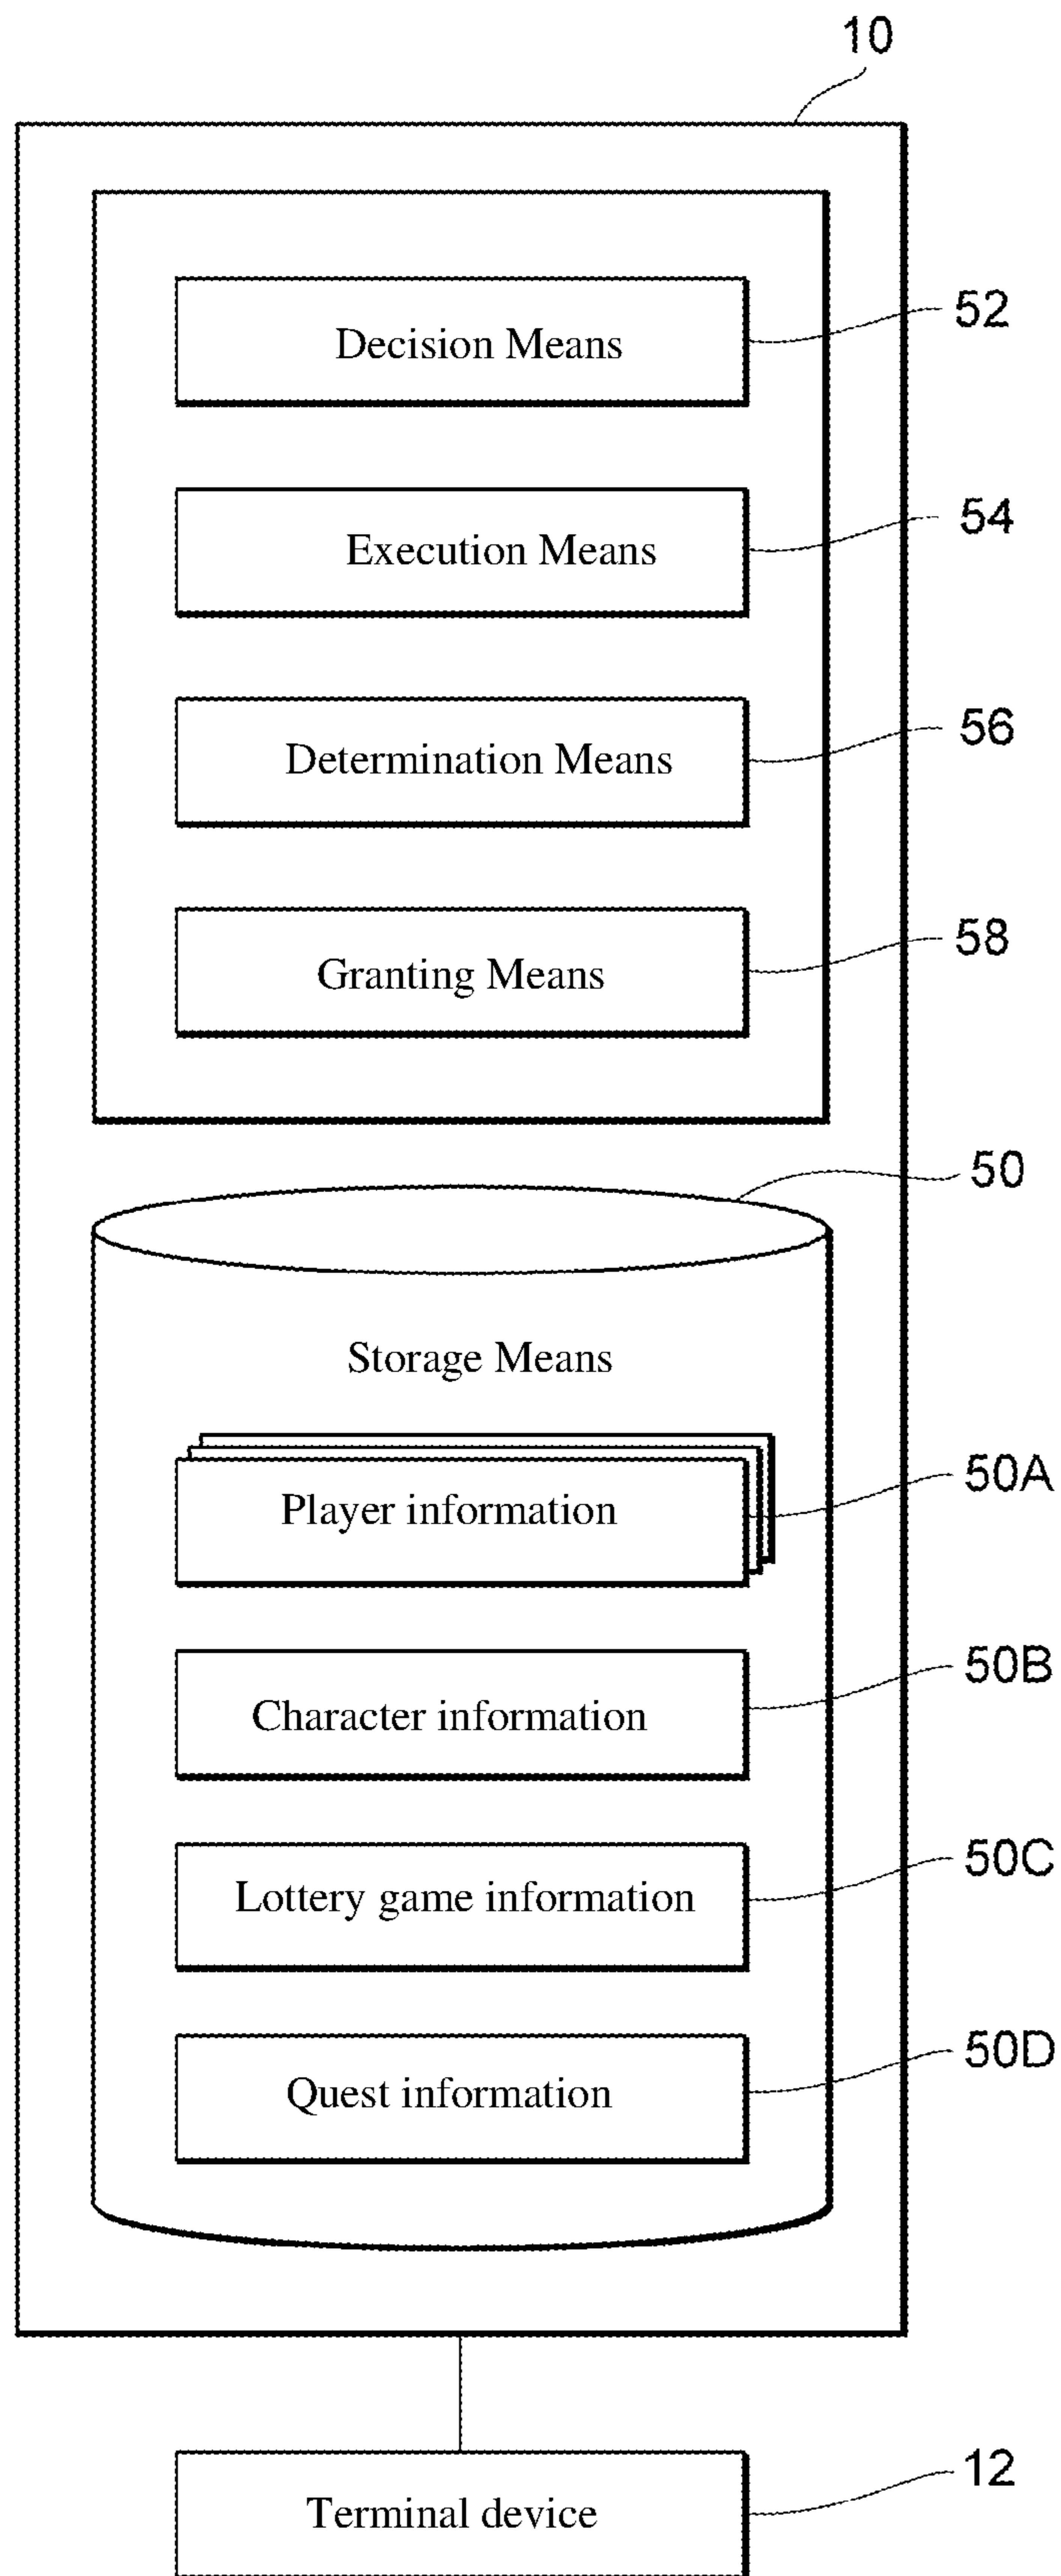 10
Decision Means
52
Execution Means
54
Determination Means
56
Granting Means
58
50
Storage Means
Player information
50A
Character information
50B
Lottery game information
50C
Quest information
50D
Terminal device
12